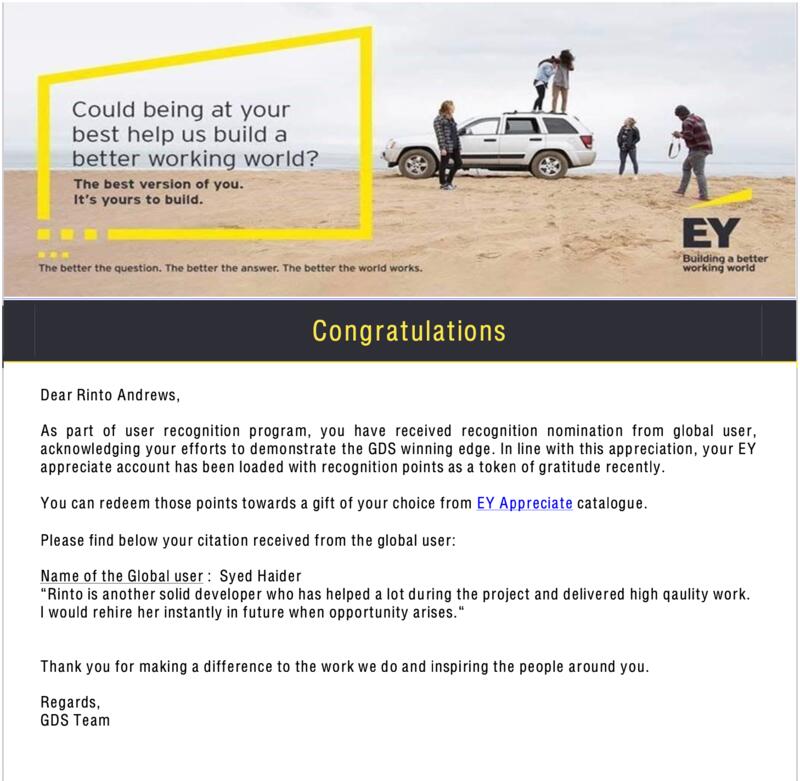 Could being at your
best help us build a
better working world?
The best version of you.
It's yours to build.
The better the question. The better the answer. The better the world works.
EY
Building a better
working world
Congratulations
Dear Rinto Andrews,
As part of user recognition program, you have received recognition nomination from global user,
acknowledging your efforts to demonstrate the GDS winning edge. In line with this appreciation, your EY
appreciate account has been loaded with recognition points as a token of gratitude recently.
You can redeem those points towards a gift of your choice from EY Appreciate catalogue.
Please find below your citation received from the global user:
Name of the Global user : Syed Haider
“Rinto is another solid developer who has helped a lot during the project and delivered high qaulity work.
I would rehire her instantly in future when opportunity arises.“
Thank you for making a difference to the work we do and inspiring the people around you.
Regards,
GDS Team